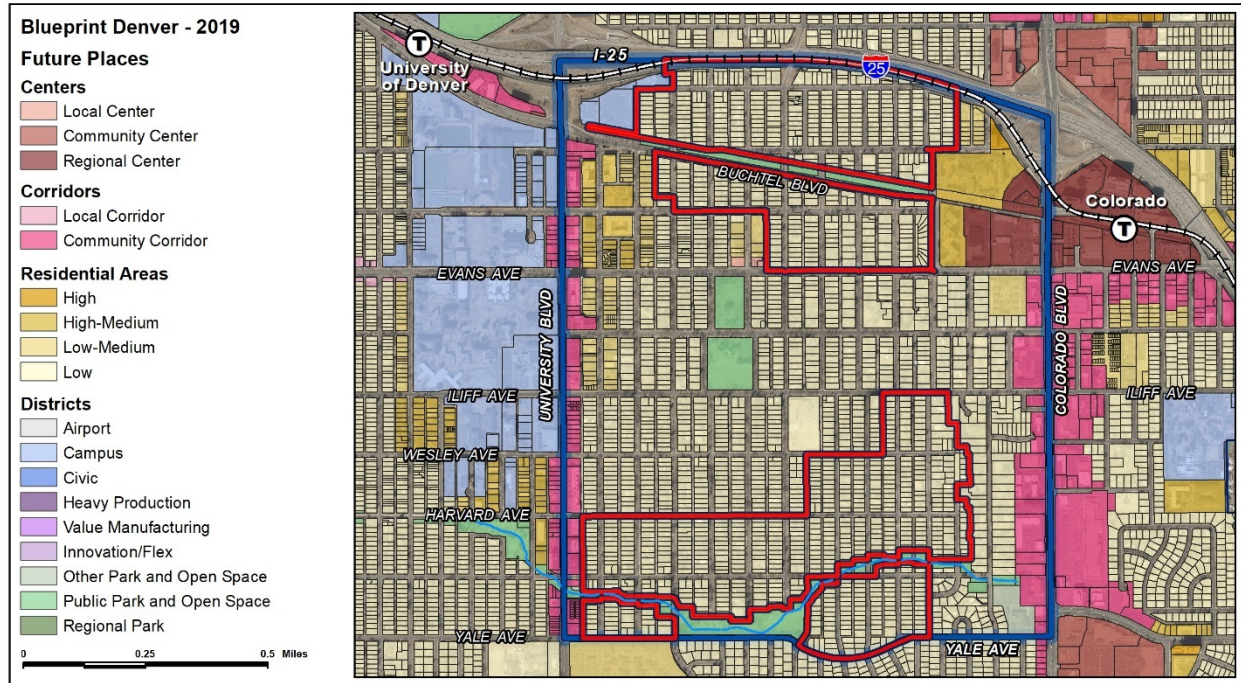 Blueprint Denver - 2019
Future Places
Centers
Local Center
Community Center
Regional Center
Corridors
Local Corridor
Community Corridor
Residential Areas
High
High-Medium
Low-Medium
Low
Districts
Airport
Campus
Civic
Heavy Production
Value Manufacturing
Innovation/Flex
Other Park and Open Space
Public Park and Open Space
Regional Park
0 0.25 0.5 Miles
T
University
of Denver
I-25
25
BUCHTEL BLVD
Colorado
T
EVANS AVE
EVANS AVE
UNIVERSITY BLVD
COLORADO BLVD
ILIFF AVE
ILIFF AVE
WESLEY AVE
HARVARD AVE
YALE AVE
YALE AVE